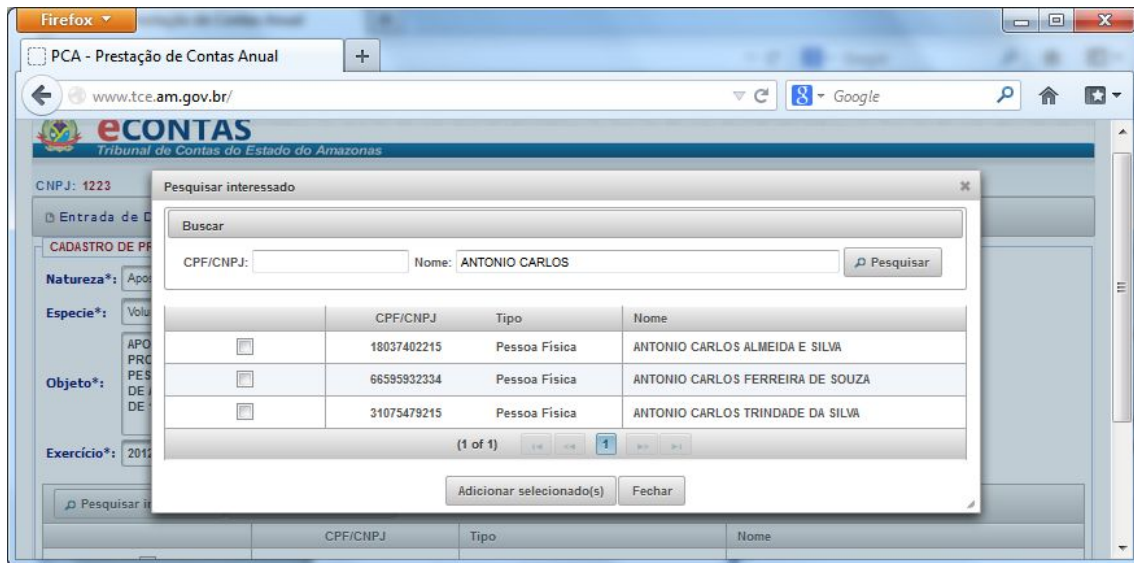 Firefox
PCA - Prestação de Contas Anual
www.tce.am.gov.br/
Google
eCONTAS
Tribunal de Contas do Estado do Amazonas
CNPJ: 1223
Pesquisar interessado
Entrada de D
Buscar
CADASTRO DE PR
CPF/CNPJ: Nome: ANTONIO CARLOS Pesquisar
Natureza*: Apos
Especie*: Volu
CPF/CNPJ Tipo Nome
18037402215 Pessoa Física ANTONIO CARLOS ALMEIDA E SILVA
66595932334 Pessoa Física ANTONIO CARLOS FERREIRA DE SOUZA
31075479215 Pessoa Física ANTONIO CARLOS TRINDADE DA SILVA
Objeto*:
APO
PRO
PES
DE
DE
(1 of 1) 1
Exercício*: 2012
Adicionar selecionado(s) Fechar
Pesquisar in
CPF/CNPJ Tipo Nome